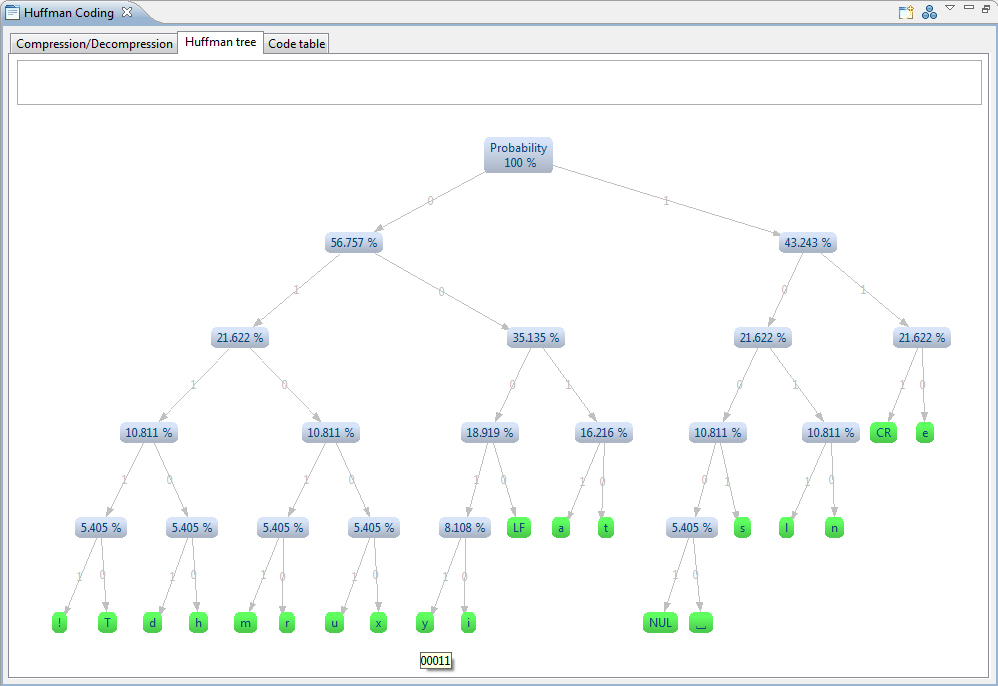 Huffman Coding
Compression/Decompression Huffman tree Code table
Probability
100 %
0 1
56.757 % 43.243 %
1 0 0 1
21.622 % 35.135 % 21.622 % 21.622 %
1 0 0 1 0 1 1 0
10.811 % 10.811 % 18.919 % 16.216 % 10.811 % 10.811 % CR e
1 0 1 0 1 0 1 0 0 1 1 0
5.405 % 5.405 % 5.405 % 5.405 % 8.108 % LF a t 5.405 % s l n
1 0 1 0 1 0 1 0 1 0 1 0
! T d h m r u x y i NUL _
00011